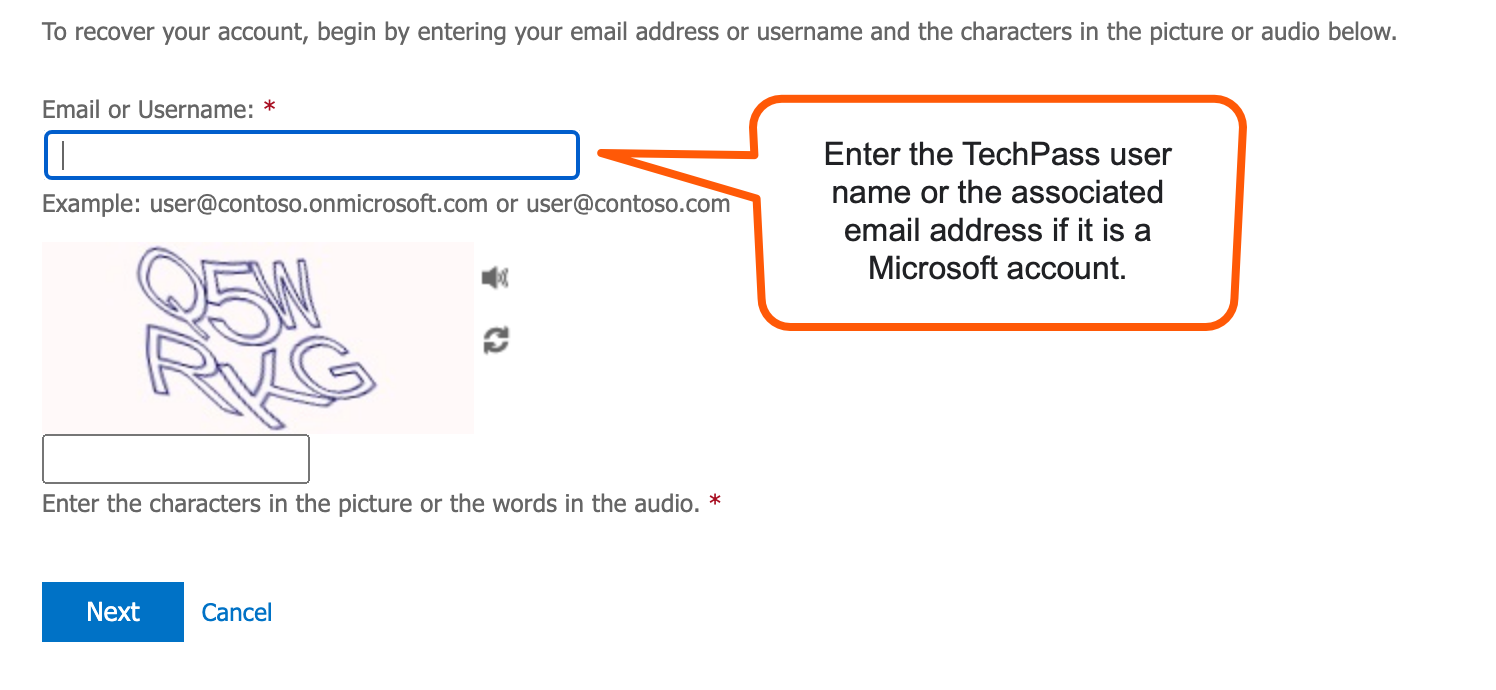 To recover your account, begin by entering your email address or username and the characters in the picture or audio below.
Email or Username: *
Enter the TechPass user
name or the associated
email address if it is a
Microsoft account.
Example: user@contoso.onmicrosoft.com or user@contoso.com
Q5W
RYG
Enter the characters in the picture or the words in the audio. *
Next Cancel